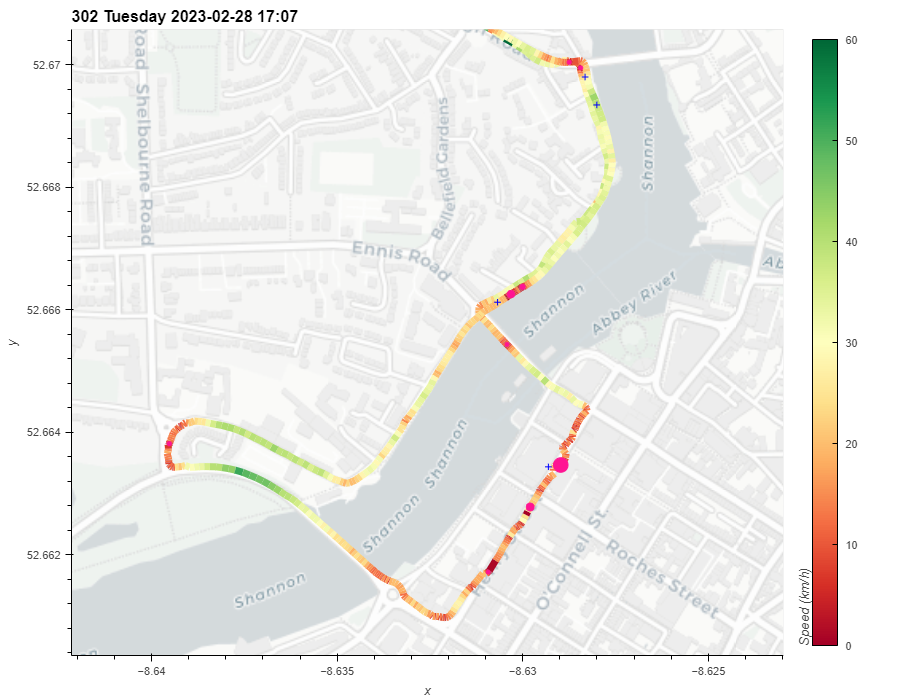 302 Tuesday 2023-02-28 17:07
52.67
52.668
52.666
52.664
52.662
y
−8.64
−8.635
−8.63
−8.625
x
Road
Shelbourne Road
Bellefield Gardens
Ennis Road
Road
Shannon
Shannon
Abbey River
Ab
Shannon
Shannon
Shannon
O'Connell St.
Roches Street
60
50
40
30
20
10
0
Speed (km/h)